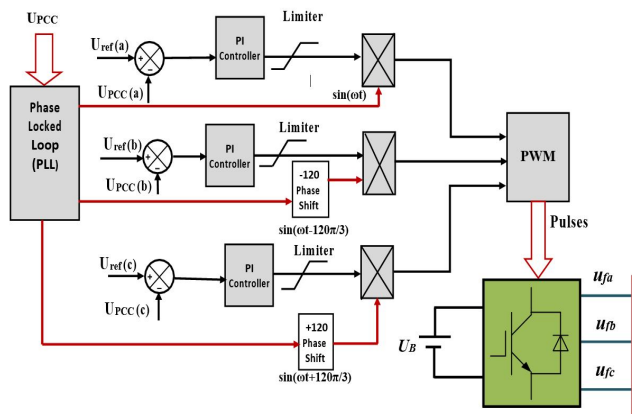 UPCC
Phase
Locked
Loop
(PLL)
Uref(a)
+
−
UPCC(a)
PI
Controller
Limiter
sin(ωt)
Uref(b)
+
−
UPCC(b)
PI
Controller
Limiter
-120
Phase
Shift
sin(ωt-120π/3)
Uref(c)
+
−
UPCC(c)
PI
Controller
Limiter
+120
Phase
Shift
sin(ωt+120π/3)
PWM
Pulses
UB
ufa
ufb
ufc